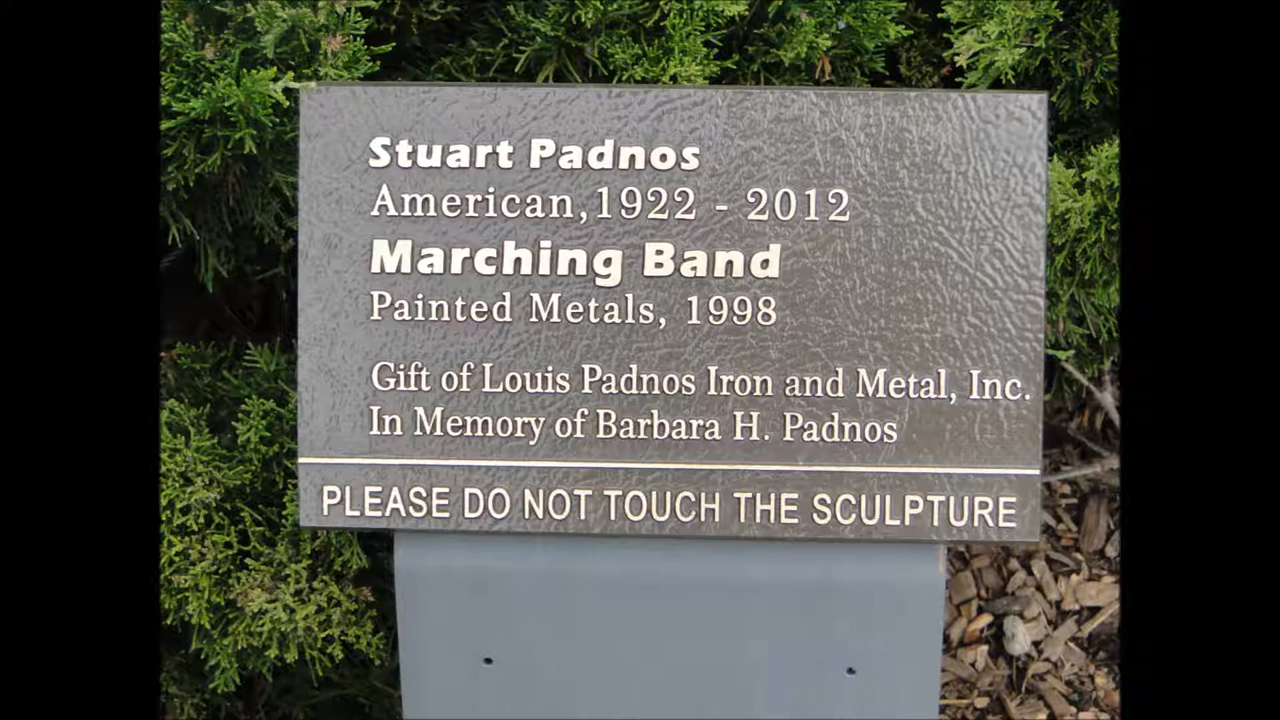 Stuart Padnos
American, 1922 - 2012
Marching Band
Painted Metals, 1998
Gift of Louis Padnos Iron and Metal, Inc.
In Memory of Barbara H. Padnos
PLEASE DO NOT TOUCH THE SCULPTURE